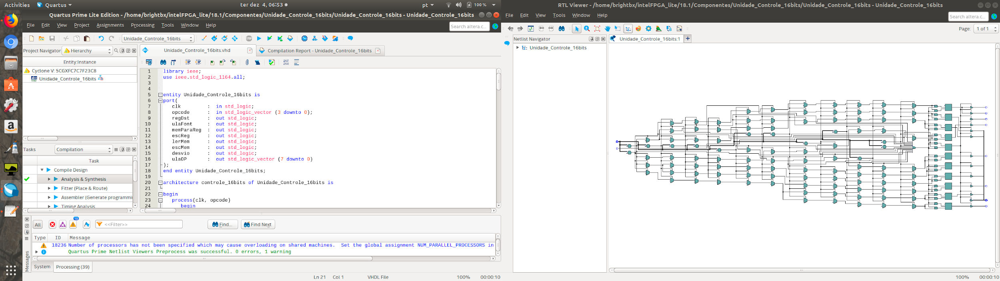 Activities Quartus ter dez 4, 06:53 pt 100 %
Quartus Prime Lite Edition - /home/brightbx/intelFPGA_lite/18.1/Componentes/Unidade_Controle_16bits/Unidade_Controle_16bits - Unidade_Controle_16bits
File Edit View Project Assignments Processing Tools Window Help Search altera.c...
Unidade_Controle_16bits STOP
Project Navigator Hierarchy
Entity:Instance
Cyclone V: 5CGXFC7C7F23C8
Unidade_Controle_16bits
Tasks Compilation
Task
Compile Design
Analysis & Synthesis
Fitter (Place & Route)
Assembler (Generate programmi
Timing Analysis
Unidade_Controle_16bits.vhd Compilation Report - Unidade_Controle_16bits
267
268
1 library ieee;
2 use ieee.std_logic_1164.all;
3
4
5 entity Unidade_Controle_16bits is
6 port(
7 clk : in std_logic;
8 opcode : in std_logic_vector (3 downto 0);
9 regDst : out std_logic;
10 ulaFont : out std_logic;
11 memParaReg : out std_logic;
12 escReg : out std_logic;
13 lerMem : out std_logic;
14 escMem : out std_logic;
15 desvio : out std_logic;
16 ulaOP : out std_logic_vector (7 downto 0)
17 );
18 end entity Unidade_Controle_16bits;
19
20 architecture controle_16bits of Unidade_Controle_16bits is
21
22 begin
23 process(clk, opcode)
24 begin
All 10 <<Filter>> Find... Find Next
Type ID Message
18236 Number of processors has not been specified which may cause overloading on shared machines. Set the global assignment NUM_PARALLEL_PROCESSORS in
Quartus Prime Netlist Viewers Preprocess was successful. 0 errors, 1 warning
System Processing (39)
Messages
Ln 21 Col 1 VHDL File 100% 00:00:10
RTL Viewer - /home/brightbx/intelFPGA_lite/18.1/Componentes/Unidade_Controle_16bits/Unidade_Controle_16bits - Unidade_Controle_16bits
File Edit View Tools Window Help Search altera.c...
Page: 1 of 1
Netlist Navigator
Unidade_Controle_16bits
Unidade_Controle_16bits:1
100% 00:00:10